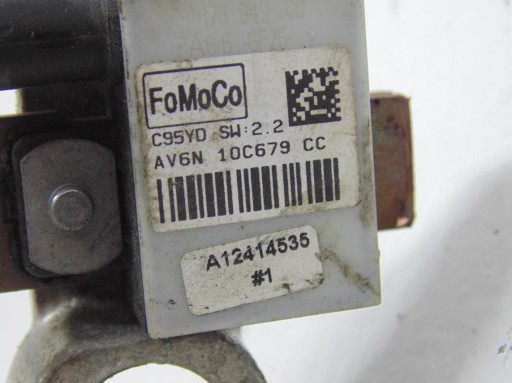 FoMoCo
C95YD SW:2.2
AV6N 10C679 CC
A12414535
#1